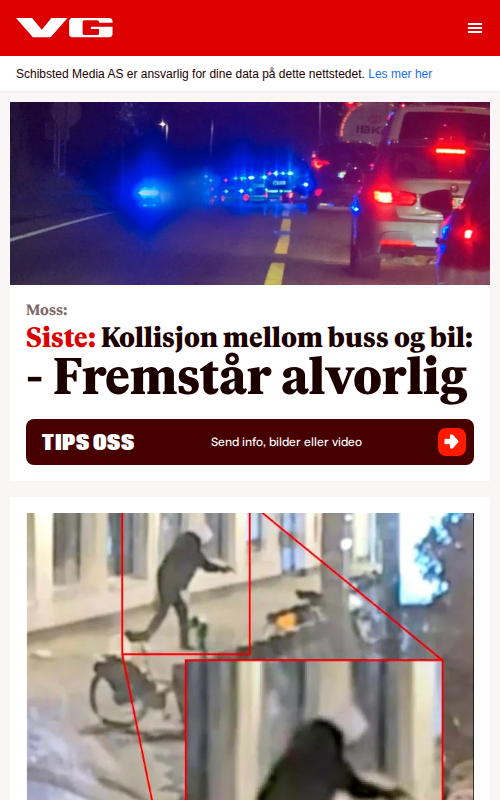 VG
Schibsted Media AS er ansvarlig for dine data på dette nettstedet. Les mer her
Moss:
Siste: Kollisjon mellom buss og bil:
- Fremstår alvorlig
TIPS OSS
Send info, bilder eller video